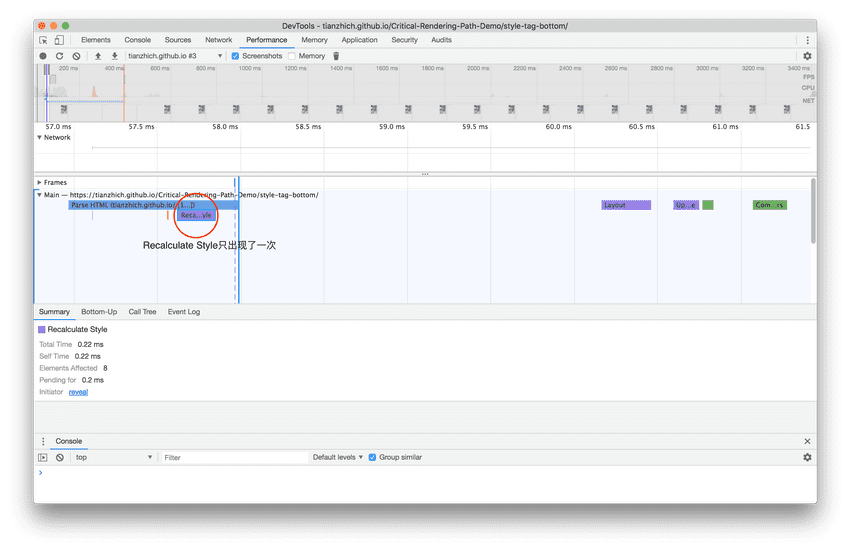 DevTools - tianzhich.github.io/Critical-Rendering-Path-Demo/style-tag-bottom/
Elements Console Sources Network Performance Memory Application Security Audits
tianzhich.github.io #3 Screenshots Memory
200 ms 400 ms 600 ms 800 ms 1000 ms 1200 ms 1400 ms 1600 ms 1800 ms 2000 ms 2200 ms 2400 ms 2600 ms 2800 ms 3000 ms 3200 ms 3400 ms
FPS
CPU
NET
57.0 ms 57.5 ms 58.0 ms 58.5 ms 59.0 ms 59.5 ms 60.0 ms 60.5 ms 61.0 ms 61.5
Network
...
Frames
Main — https://tianzhich.github.io/Critical-Rendering-Path-Demo/style-tag-bottom/
Parse HTML (tianzhich.github.io/... [1...])
Reca...yle
Layout Up...e Com...rs
Recalculate Style只出现了一次
Summary Bottom-Up Call Tree Event Log
Recalculate Style
Total Time 0.22 ms
Self Time 0.22 ms
Elements Affected 8
Pending for 0.2 ms
Initiator reveal
Console
top Filter Default levels Group similar